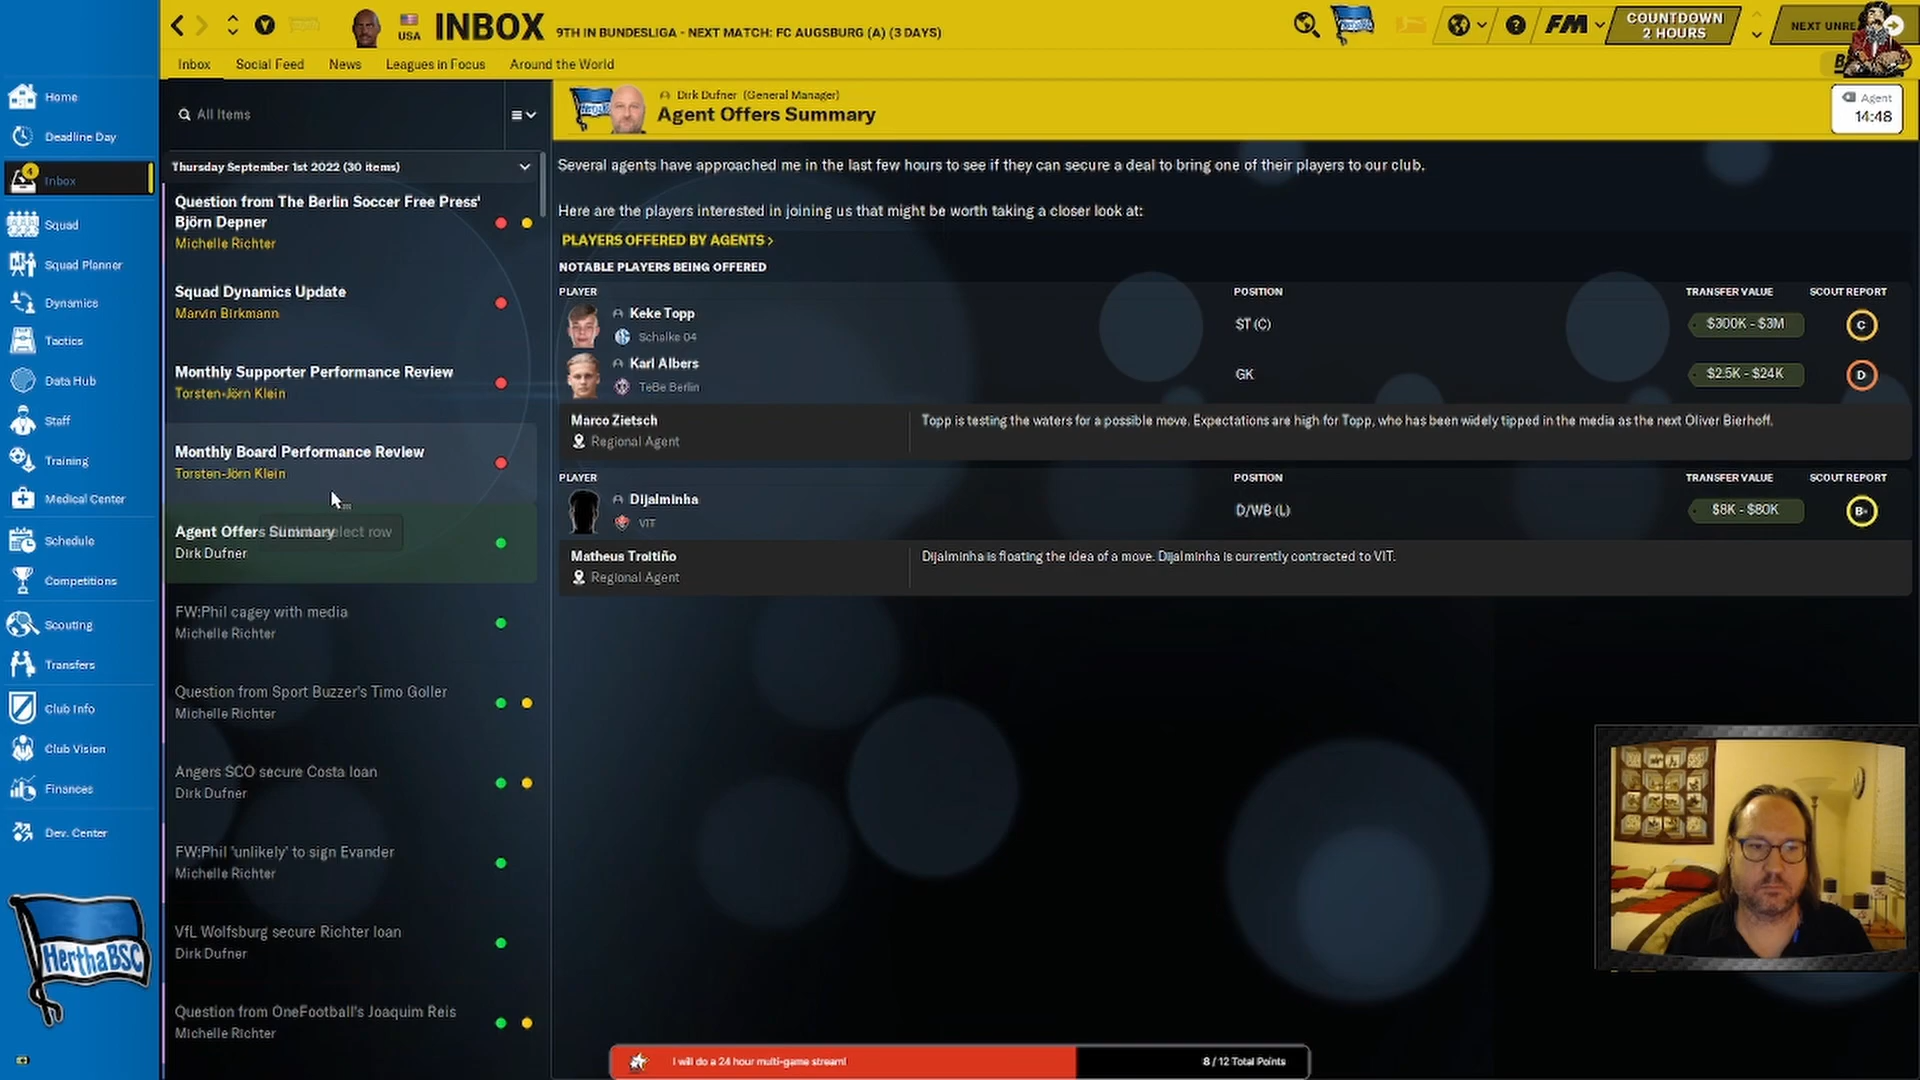 USA
INBOX
9TH IN BUNDESLIGA - NEXT MATCH: FC AUGSBURG (A) (3 DAYS)
FM
COUNTDOWN
2 HOURS
NEXT UNRE
Inbox
Social Feed
News
Leagues in Focus
Around the World
Home
Deadline Day
4
Inbox
Squad
Squad Planner
Dynamics
Tactics
Data Hub
Staff
Training
Medical Center
Schedule
Competitions
Scouting
Transfers
Club Info
Club Vision
Finances
Dev. Center
HerthaBSC
All Items
Thursday September 1st 2022 (30 items)
Question from The Berlin Soccer Free Press'
Björn Depner
Michelle Richter
Squad Dynamics Update
Marvin Birkmann
Monthly Supporter Performance Review
Torsten-Jörn Klein
Monthly Board Performance Review
Torsten-Jörn Klein
Agent Offers Summary
select row
Dirk Dufner
FW:Phil cagey with media
Michelle Richter
Question from Sport Buzzer's Timo Goller
Michelle Richter
Angers SCO secure Costa loan
Dirk Dufner
FW:Phil 'unlikely' to sign Evander
Michelle Richter
VfL Wolfsburg secure Richter loan
Dirk Dufner
Question from OneFootball's Joaquim Reis
Michelle Richter
Dirk Dufner (General Manager)
Agent Offers Summary
Agent
14:48
Several agents have approached me in the last few hours to see if they can secure a deal to bring one of their players to our club.
Here are the players interested in joining us that might be worth taking a closer look at:
PLAYERS OFFERED BY AGENTS >
NOTABLE PLAYERS BEING OFFERED
PLAYER POSITION TRANSFER VALUE SCOUT REPORT
Keke Topp
Schalke 04
ST (C) $300K - $3M C
Karl Albers
TeBe Berlin
GK $2.5K - $24K D
Marco Zietsch
Regional Agent
Topp is testing the waters for a possible move. Expectations are high for Topp, who has been widely tipped in the media as the next Oliver Bierhoff.
PLAYER POSITION TRANSFER VALUE SCOUT REPORT
Dijalminha
VIT
D/WB (L) $8K - $80K B-
Matheus Troitiño
Regional Agent
Dijalminha is floating the idea of a move. Dijalminha is currently contracted to VIT.
I will do a 24 hour multi-game stream!
8 / 12 Total Points